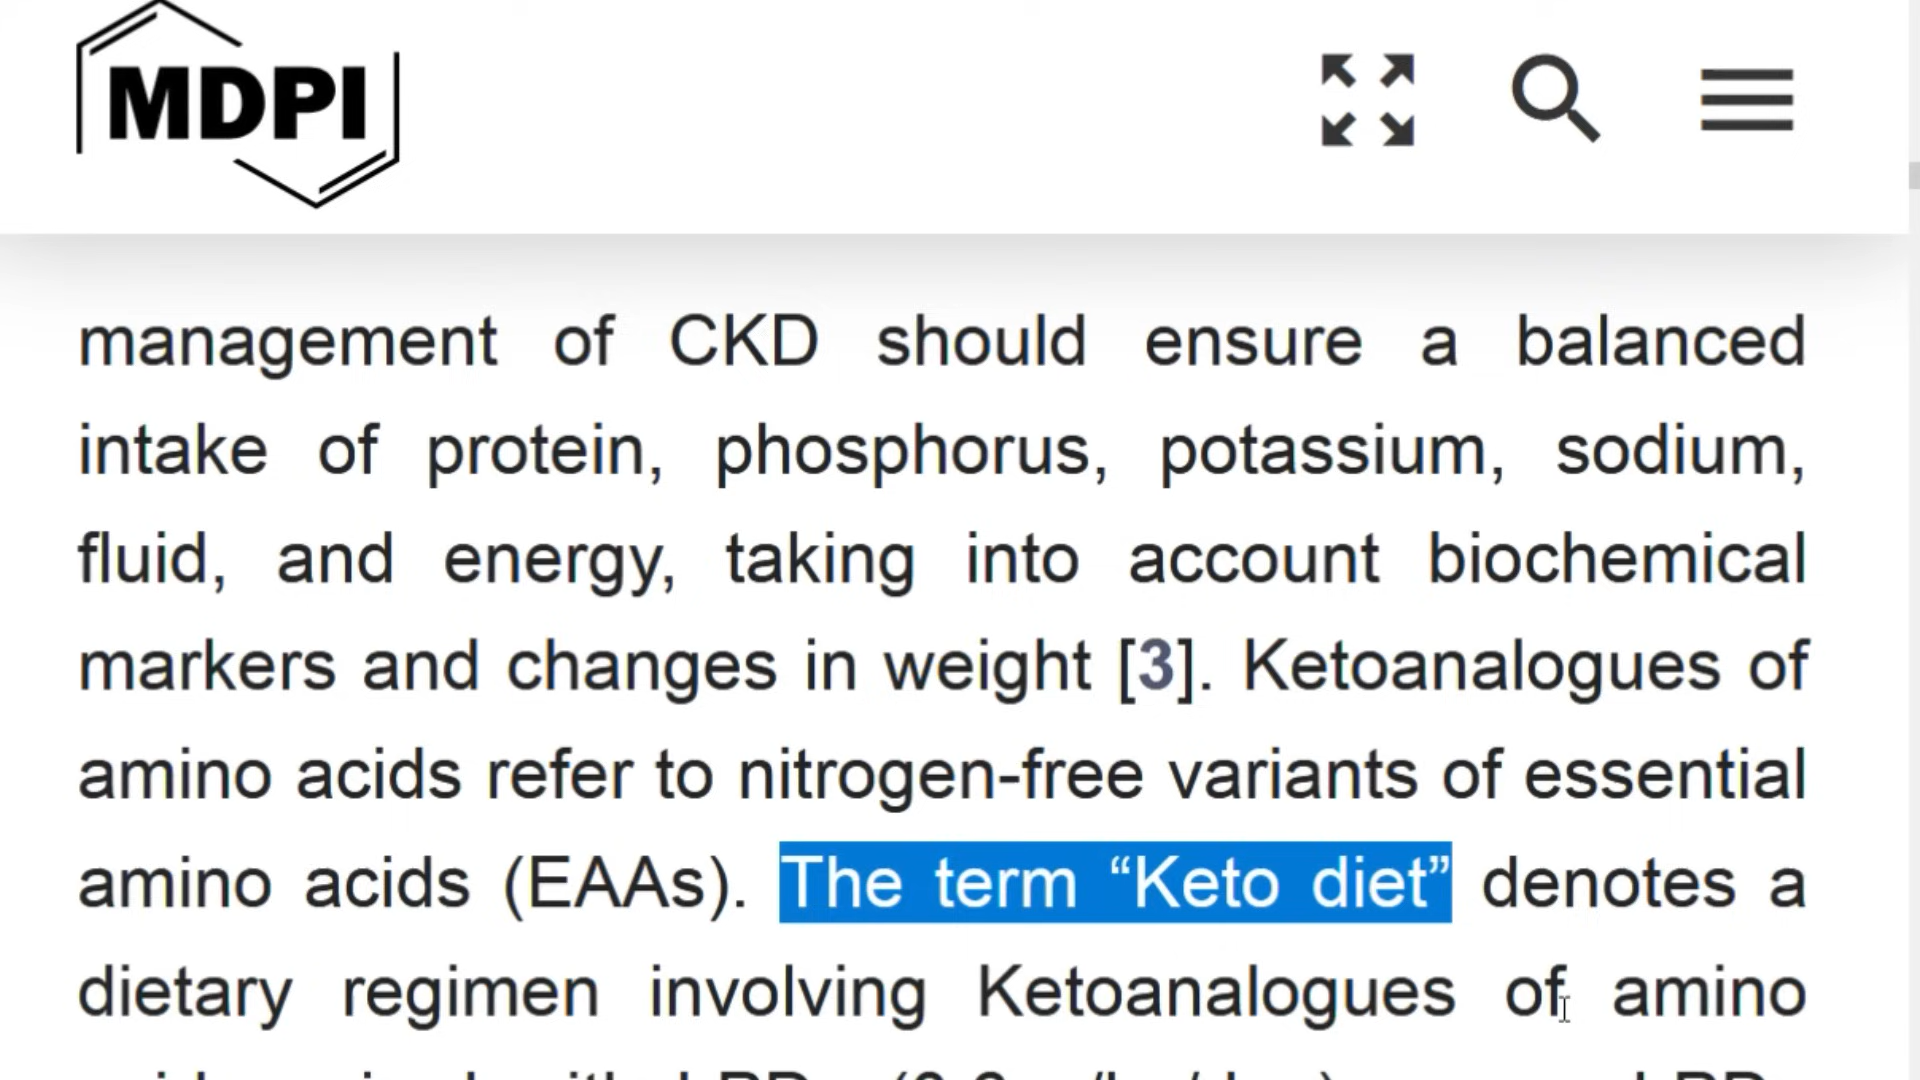 MDPI
management of CKD should ensure a balanced
intake of protein, phosphorus, potassium, sodium,
fluid, and energy, taking into account biochemical
markers and changes in weight [3]. Ketoanalogues of
amino acids refer to nitrogen-free variants of essential
amino acids (EAAs). The term “Keto diet” denotes a
dietary regimen involving Ketoanalogues of amino